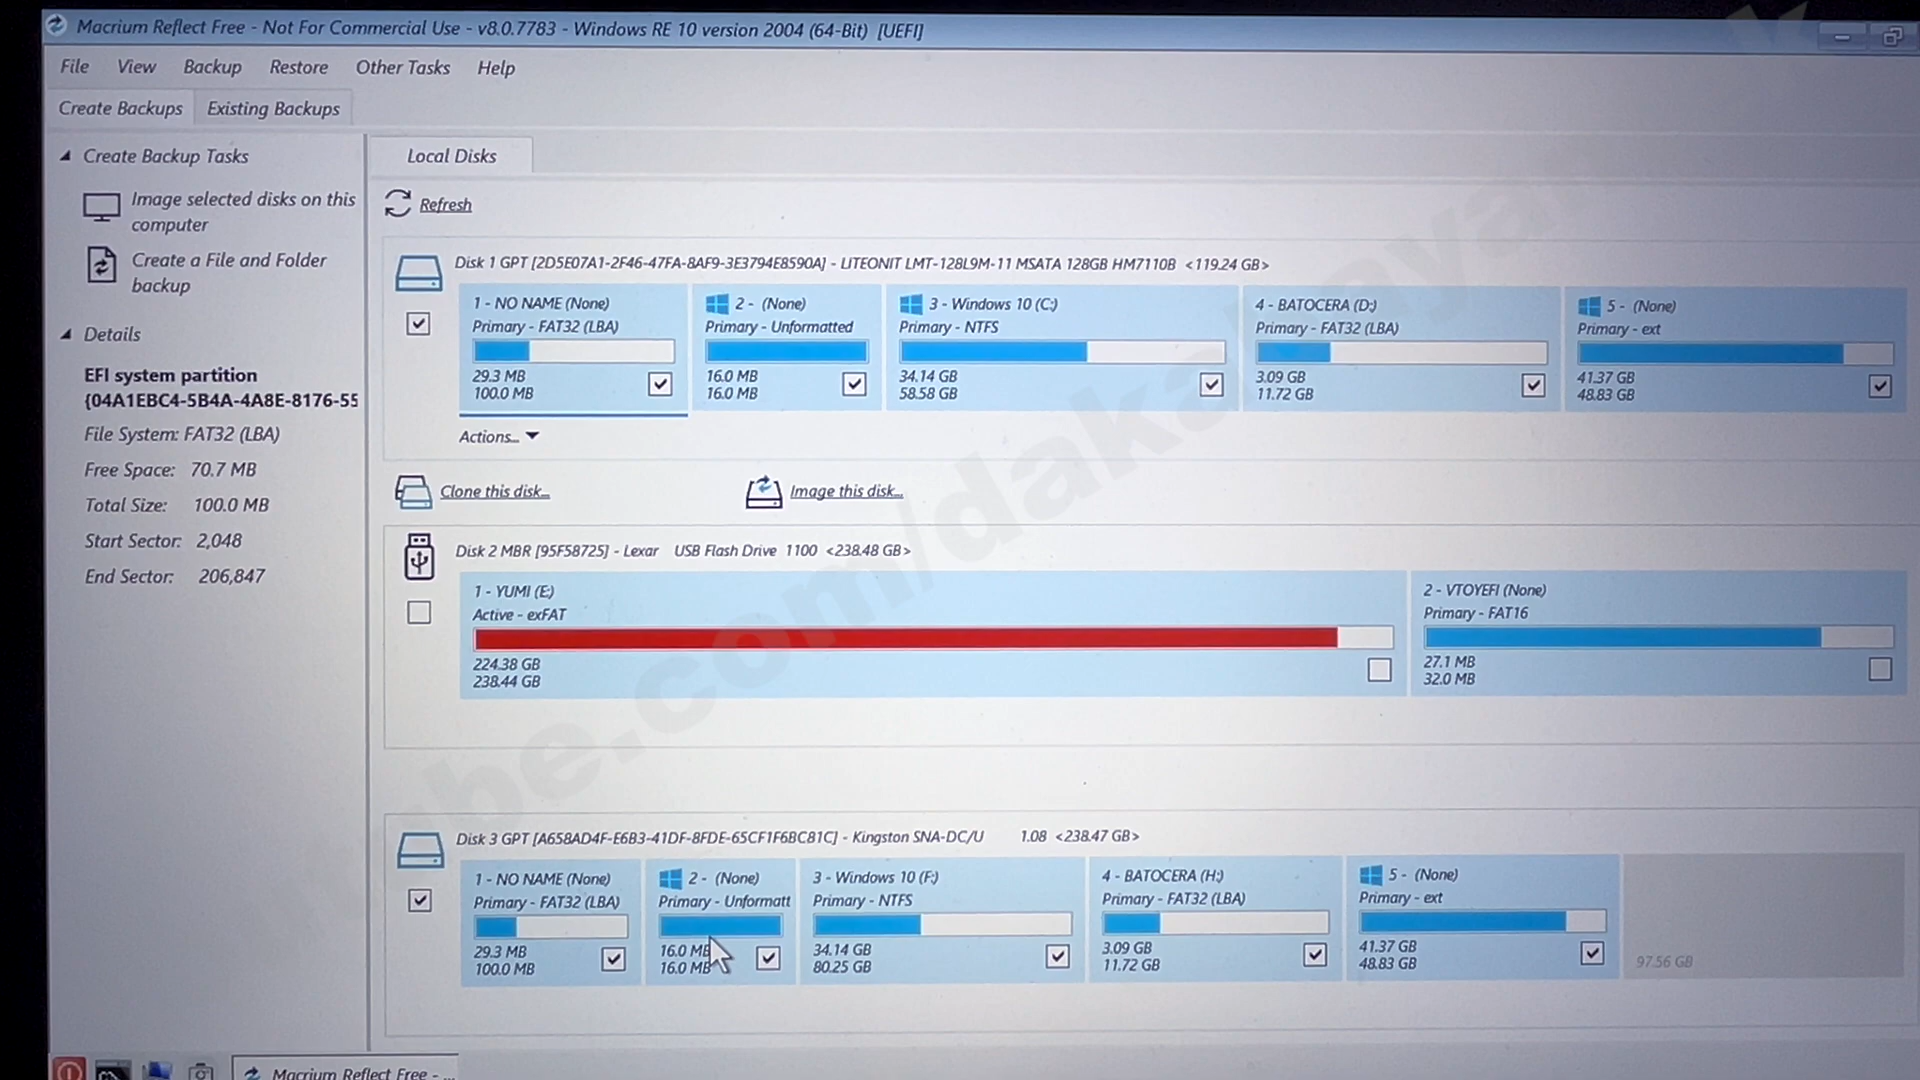 Macrium Reflect Free - Not For Commercial Use - v8.0.7783 - Windows RE 10 version 2004 (64-Bit) [UEFI]
File View Backup Restore Other Tasks Help
Create Backups Existing Backups
Create Backup Tasks
Image selected disks on this
computer
Create a File and Folder
backup
Details
EFI system partition
{04A1EBC4-5B4A-4A8E-8176-55
File System: FAT32 (LBA)
Free Space: 70.7 MB
Total Size: 100.0 MB
Start Sector: 2,048
End Sector: 206,847
Local Disks
Refresh
Disk 1 GPT [2D5E07A1-2F46-47FA-8AF9-3E3794E8590A] - LITEONIT LMT-128L9M-11 MSATA 128GB HM7110B <119.24 GB>
1 - NO NAME (None)
Primary - FAT32 (LBA)
29.3 MB
100.0 MB
2 - (None)
Primary - Unformatted
16.0 MB
16.0 MB
3 - Windows 10 (C:)
Primary - NTFS
34.14 GB
58.58 GB
4 - BATOCERA (D:)
Primary - FAT32 (LBA)
3.09 GB
11.72 GB
5 - (None)
Primary - ext
41.37 GB
48.83 GB
Actions...
Clone this disk... Image this disk...
Disk 2 MBR [95F58725] - Lexar USB Flash Drive 1100 <238.48 GB>
1 - YUMI (E:)
Active - exFAT
224.38 GB
238.44 GB
2 - VTOYEFI (None)
Primary - FAT16
27.1 MB
32.0 MB
Disk 3 GPT [A658AD4F-E6B3-41DF-8FDE-65CF1F6BC81C] - Kingston SNA-DC/U 1.08 <238.47 GB>
1 - NO NAME (None)
Primary - FAT32 (LBA)
29.3 MB
100.0 MB
2 - (None)
Primary - Unformatt
16.0 MB
16.0 MB
3 - Windows 10 (F:)
Primary - NTFS
34.14 GB
80.25 GB
4 - BATOCERA (H:)
Primary - FAT32 (LBA)
3.09 GB
11.72 GB
5 - (None)
Primary - ext
41.37 GB
48.83 GB
97.56 GB
Macrium Reflect Free - ...